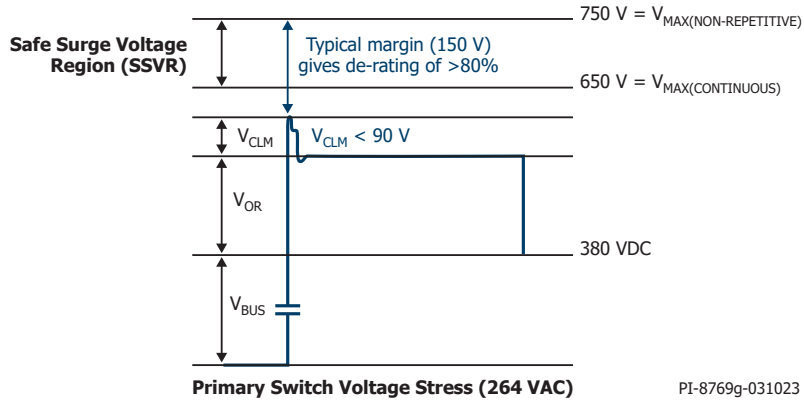 750 V = VMAX(NON-REPETITIVE)
Safe Surge Voltage
Region (SSVR)
Typical margin (150 V)
gives de-rating of >80%
650 V = VMAX(CONTINUOUS)
VCLM
VCLM < 90 V
VOR
380 VDC
VBUS
Primary Switch Voltage Stress (264 VAC)
PI-8769g-031023